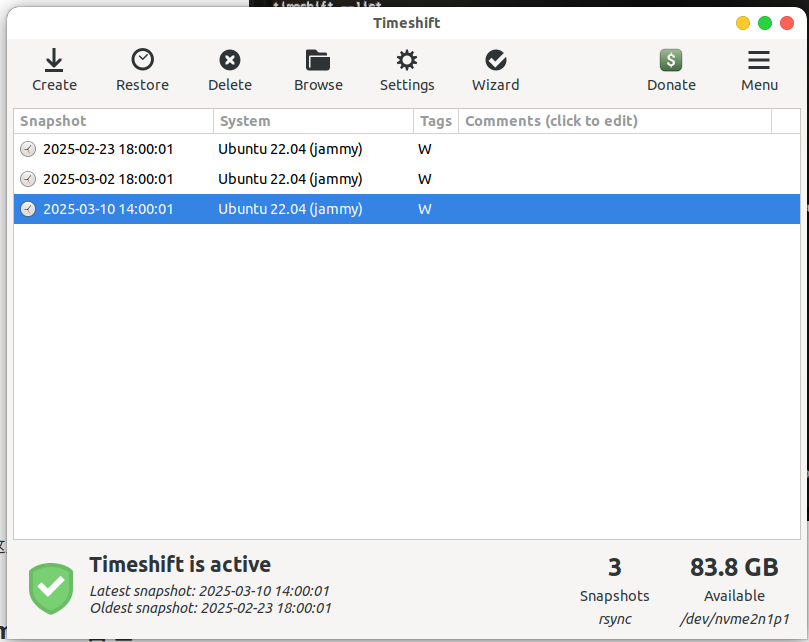 timeshift --list
Timeshift
Create Restore Delete Browse Settings Wizard Donate Menu
Snapshot System Tags Comments (click to edit)
2025-02-23 18:00:01 Ubuntu 22.04 (jammy) W
2025-03-02 18:00:01 Ubuntu 22.04 (jammy) W
2025-03-10 14:00:01 Ubuntu 22.04 (jammy) W
Timeshift is active
Latest snapshot: 2025-03-10 14:00:01
Oldest snapshot: 2025-02-23 18:00:01
3
Snapshots
rsync
83.8 GB
Available
/dev/nvme2n1p1